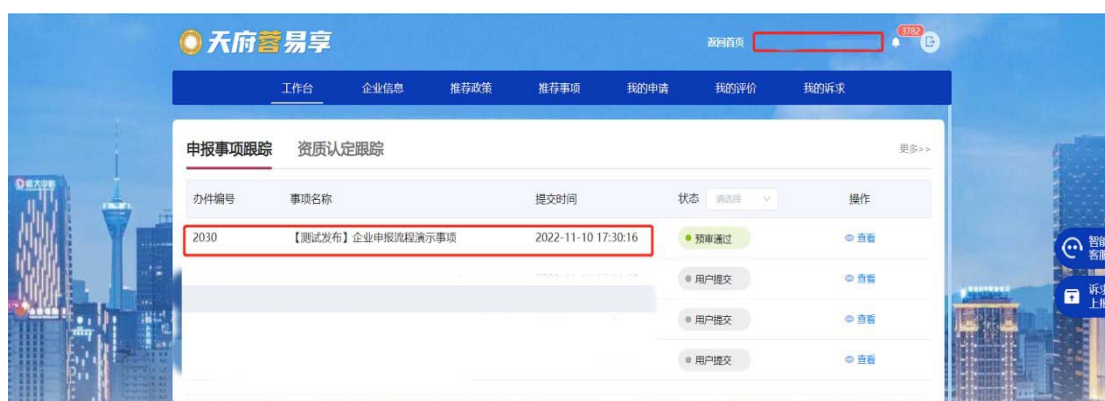 天府蓉易享
返回首页
3782
工作台 企业信息 推荐政策 推荐事项 我的申请 我的评价 我的诉求
申报事项跟踪 资质认定跟踪 更多>>
办件编号 事项名称 提交时间 状态 请选择 操作
2030 【测试发布】企业申报流程演示事项 2022-11-10 17:30:16 预审通过 查看
用户提交 查看
用户提交 查看
用户提交 查看
智能
客服
诉求
上报